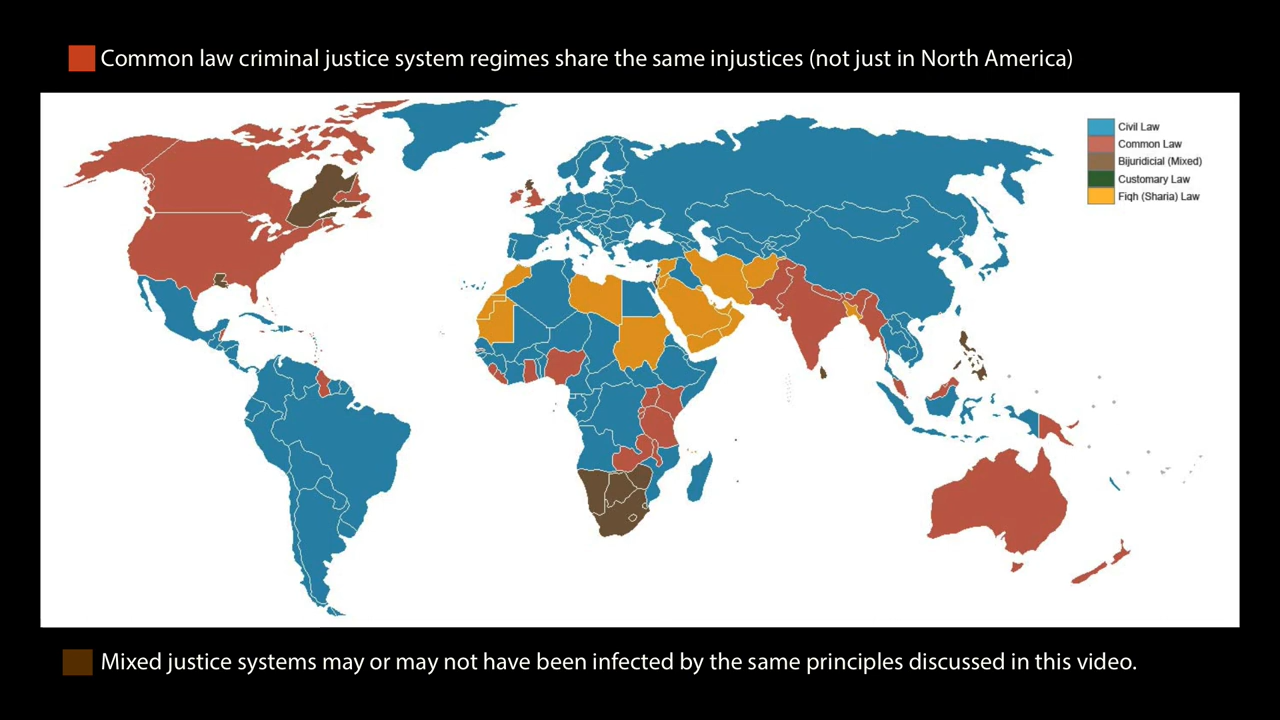 Common law criminal justice system regimes share the same injustices (not just in North America)
Civil Law
Common Law
Bijuridicial (Mixed)
Customary Law
Fiqh (Sharia) Law
Mixed justice systems may or may not have been infected by the same principles discussed in this video.